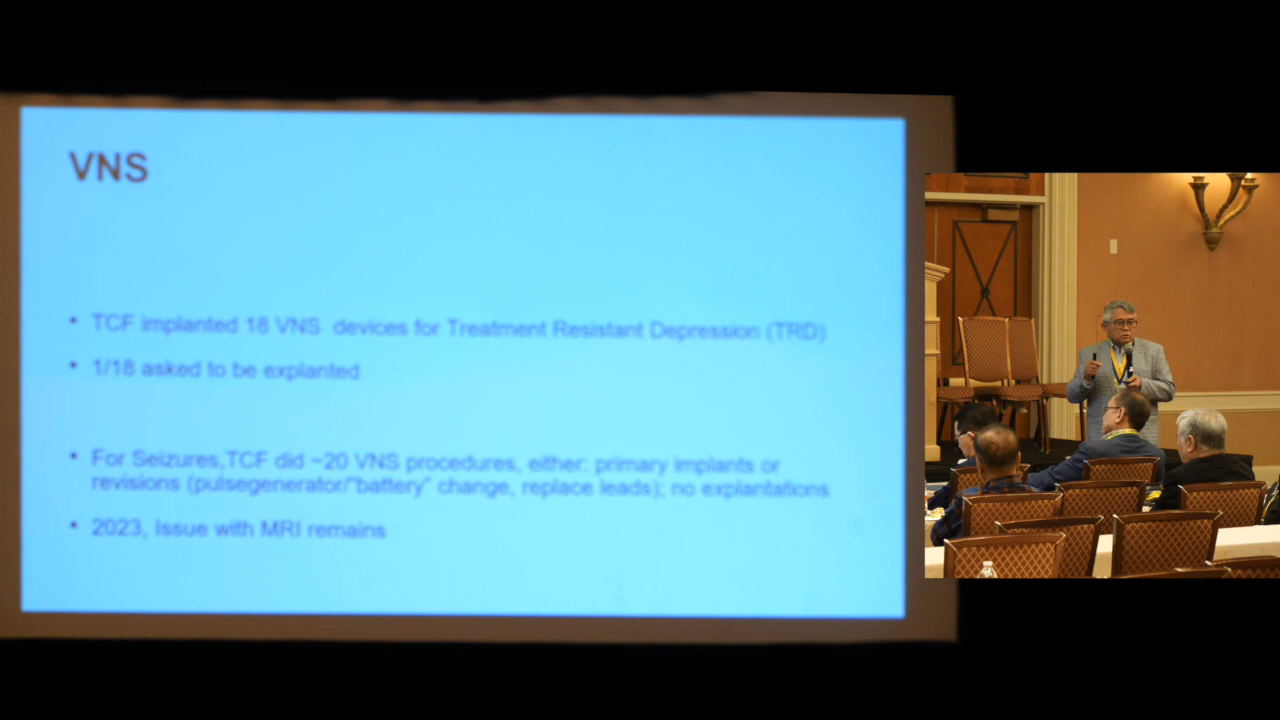 VNS
• TCF implanted 18 VNS devices for Treatment Resistant Depression (TRD)
• 1/18 asked to be explanted
• For Seizures,TCF did ~20 VNS procedures, either: primary implants or
revisions (pulsegenerator/"battery" change, replace leads); no explantations
• 2023, Issue with MRI remains